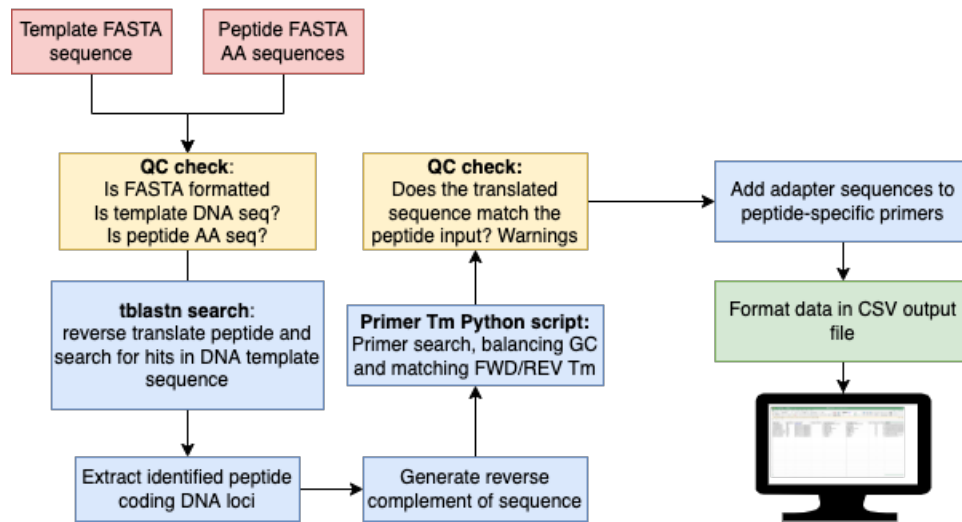 Template FASTA
sequence
Peptide FASTA
AA sequences
QC check:
Is FASTA formatted
Is template DNA seq?
Is peptide AA seq?
tblastn search:
reverse translate peptide and
search for hits in DNA template
sequence
Extract identified peptide
coding DNA loci
Generate reverse
complement of sequence
Primer Tm Python script:
Primer search, balancing GC
and matching FWD/REV Tm
QC check:
Does the translated
sequence match the
peptide input? Warnings
Add adapter sequences to
peptide-specific primers
Format data in CSV output
file